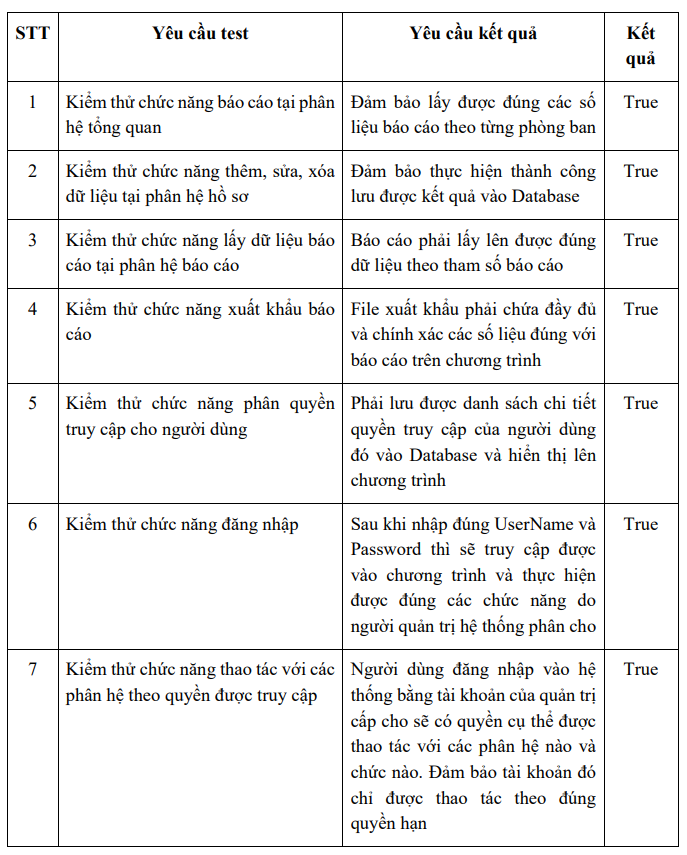 STT Yêu cầu test Yêu cầu kết quả Kết
quả
1 Kiểm thử chức năng báo cáo tại phân Đảm bảo lấy được đúng các số True
hệ tổng quan liệu báo cáo theo từng phòng ban
2 Kiểm thử chức năng thêm, sửa, xóa Đảm bảo thực hiện thành công True
dữ liệu tại phân hệ hồ sơ lưu được kết quả vào Database
3 Kiểm thử chức năng lấy dữ liệu báo Báo cáo phải lấy lên được đúng True
cáo tại phân hệ báo cáo dữ liệu theo tham số báo cáo
4 Kiểm thử chức năng xuất khẩu báo File xuất khẩu phải chứa đầy đủ True
cáo và chính xác các số liệu đúng với
báo cáo trên chương trình
5 Kiểm thử chức năng phân quyền Phải lưu được danh sách chi tiết True
truy cập cho người dùng quyền truy cập của người dùng
đó vào Database và hiển thị lên
chương trình
6 Kiểm thử chức năng đăng nhập Sau khi nhập đúng UserName và True
Password thì sẽ truy cập được
vào chương trình và thực hiện
được đúng các chức năng do
người quản trị hệ thống phân cho
7 Kiểm thử chức năng thao tác với các Người dùng đăng nhập vào hệ True
phân hệ theo quyền được truy cập thống bằng tài khoản của quản trị
cấp cho sẽ có quyền cụ thể được
thao tác với các phân hệ nào và
chức nào. Đảm bảo tài khoản đó
chỉ được thao tác theo đúng
quyền hạn